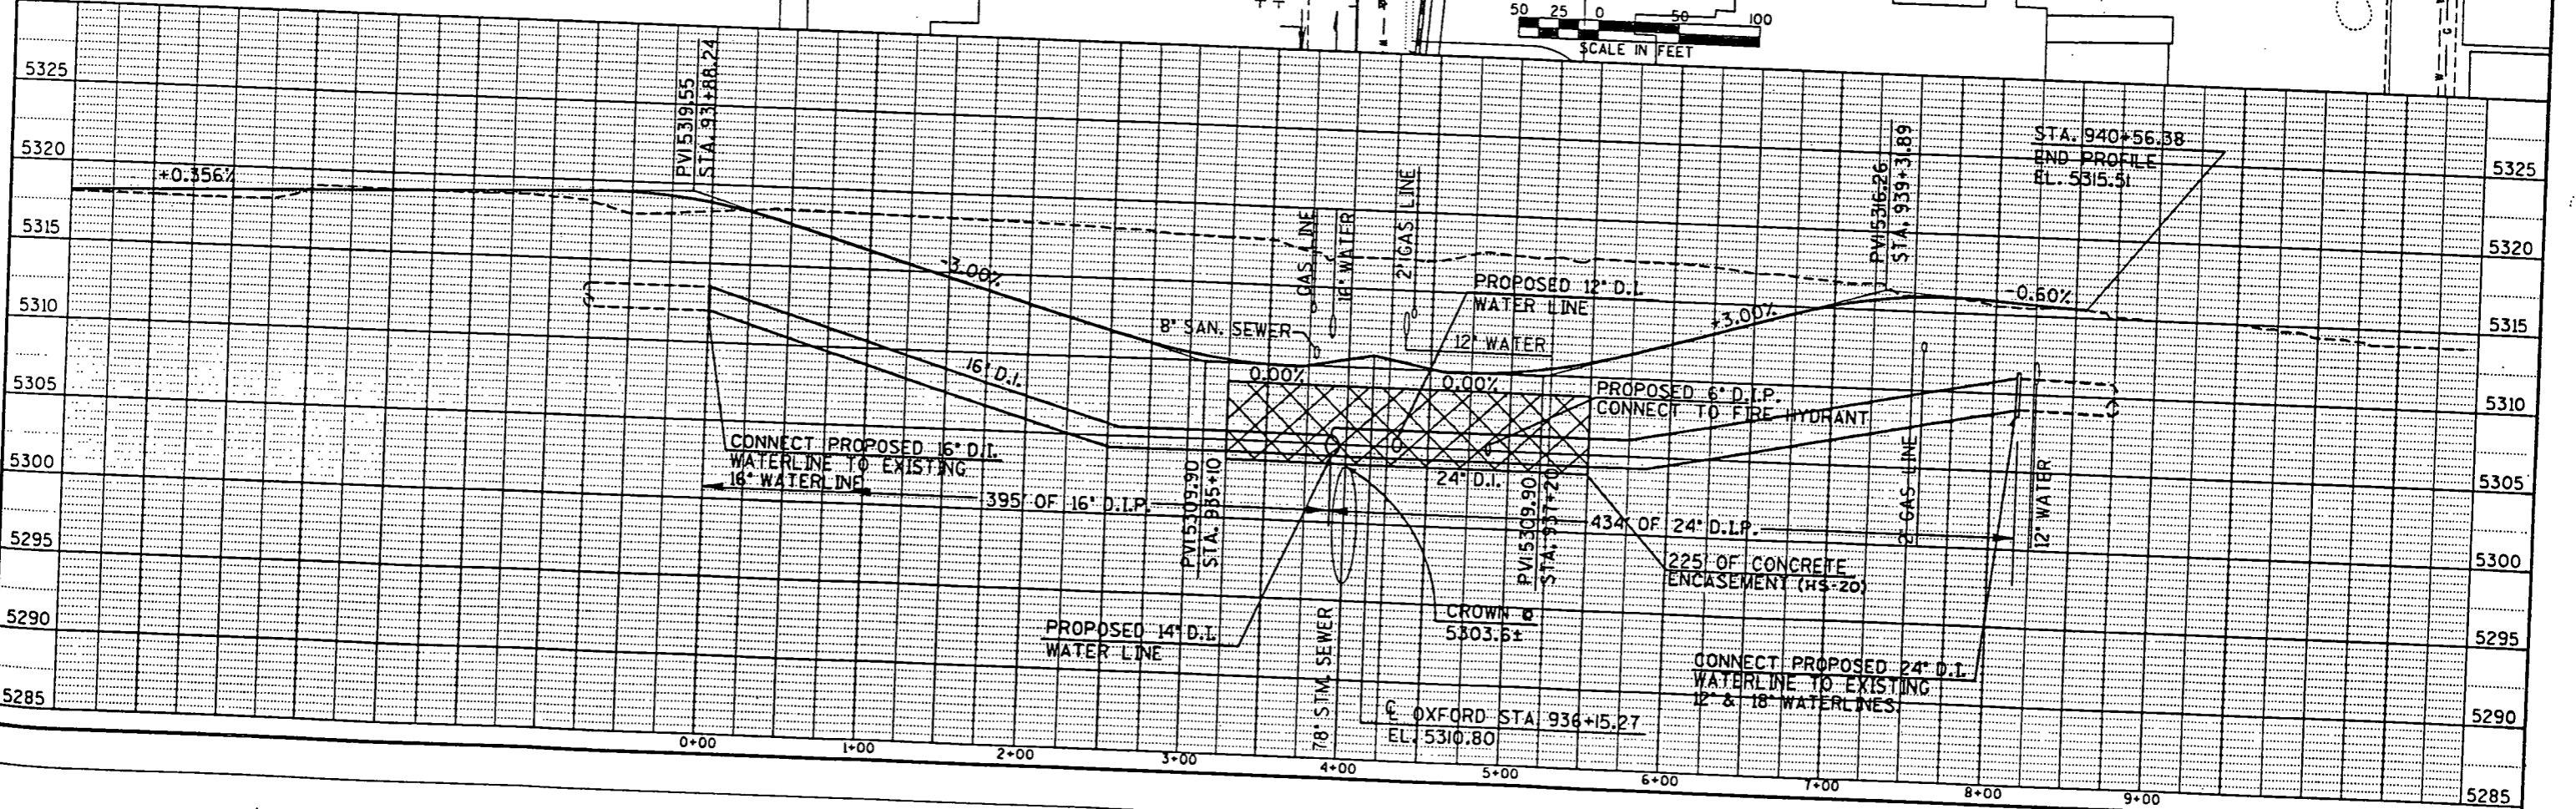 50 25 0 50 100
SCALE IN FEET
5325
5320
5315
5310
5305
5300
5295
5290
5285
+0.356%
PVI 5319.55
STA. 931+88.24
-3.00%
16" D.I.
CONNECT PROPOSED 16" D.I.
WATERLINE TO EXISTING
16" WATERLINE
395' OF 16" D.I.P.
PROPOSED 14" D.I.
WATER LINE
PVI 5309.90
STA. 935+10
8" SAN. SEWER
GAS LINE
18" WATER
2" GAS LINE
PROPOSED 12" D.I.
WATER LINE
12" WATER
0.00%
0.00%
PROPOSED 6" D.I.P.
CONNECT TO FIRE HYDRANT
24" D.I.
434' OF 24" D.I.P.
225' OF CONCRETE
ENCASEMENT (HS-20)
CROWN @
5303.6±
78" STM. SEWER
℄ OXFORD STA. 936+15.27
EL. 5310.80
PVI 5309.90
STA. 937+20
+3.00%
PVI 5316.26
STA. 939+31.89
-0.60%
STA. 940+56.38
END PROFILE
EL. 5315.51
2" GAS LINE
12" WATER
CONNECT PROPOSED 24" D.I.
WATERLINE TO EXISTING
12" & 18" WATERLINES
5325
5320
5315
5310
5305
5300
5295
5290
5285
0+00 1+00 2+00 3+00 4+00 5+00 6+00 7+00 8+00 9+00